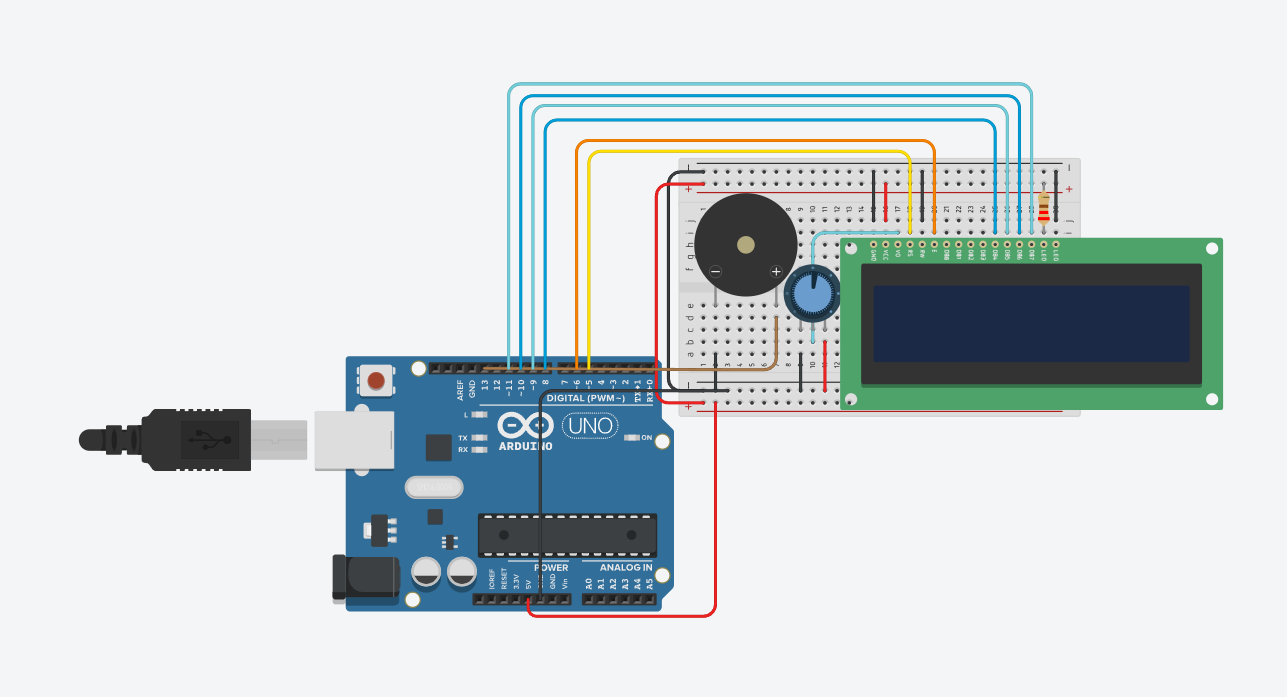 AREF
GND
13
12
~11
~10
~9
8
7
~6
~5
4
~3
2
TX→1
RX←0
DIGITAL (PWM~)
L
TX
RX
UNO
ON
ARDUINO
POWER
ANALOG IN
IOREF
RESET
3.3V
5V
GND
Vin
A0
A1
A2
A3
A4
A5
GND
VCC
V0
RS
RW
E
DB0
DB1
DB2
DB3
DB4
DB5
DB6
DB7
LED
LED